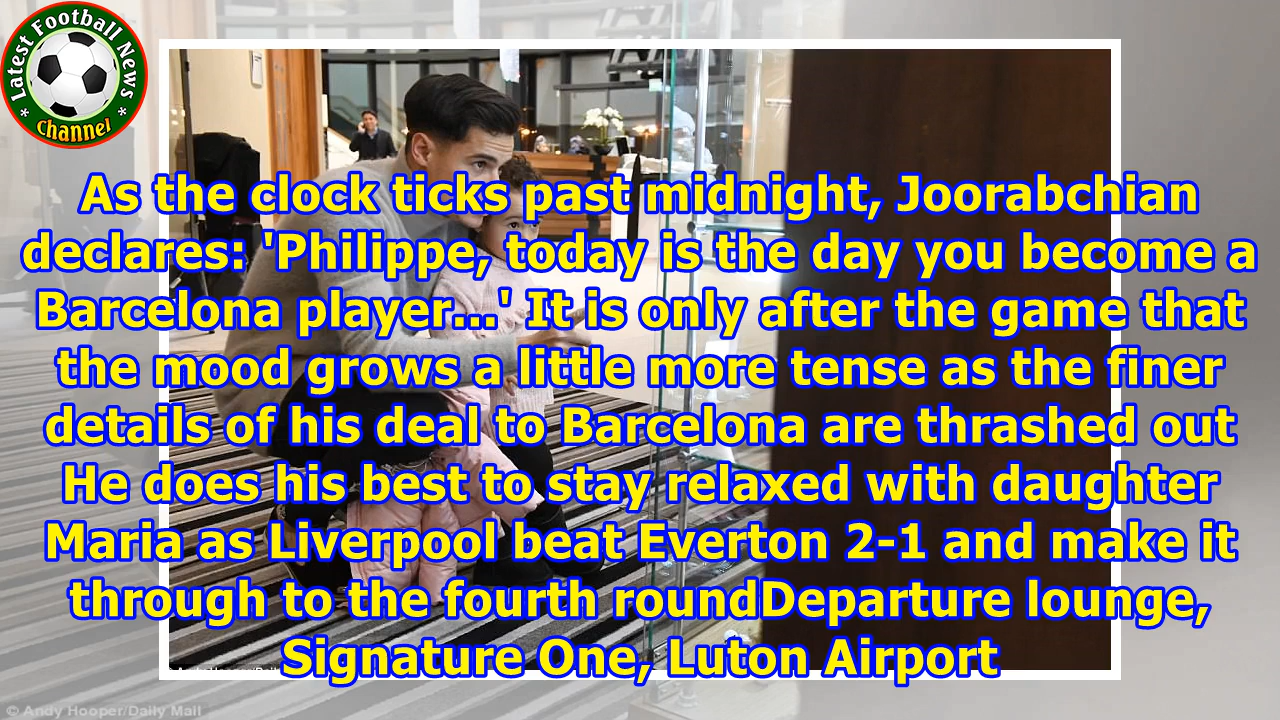 Latest Football News
* Channel *
As the clock ticks past midnight, Joorabchian
declares: 'Philippe, today is the day you become a
Barcelona player...' It is only after the game that
the mood grows a little more tense as the finer
details of his deal to Barcelona are thrashed out
He does his best to stay relaxed with daughter
Maria as Liverpool beat Everton 2-1 and make it
through to the fourth roundDeparture lounge,
Signature One, Luton Airport
© Andy Hooper/Daily Mail